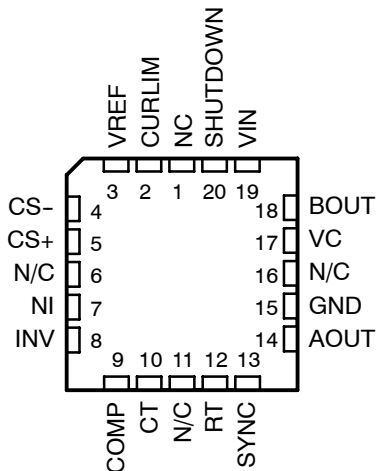 VREF
CURLIM
NC
SHUTDOWN
VIN
3 2 1 20 19
CS– 4
CS+ 5
N/C 6
NI 7
INV 8
18 BOUT
17 VC
16 N/C
15 GND
14 AOUT
9 10 11 12 13
COMP
CT
N/C
RT
SYNC